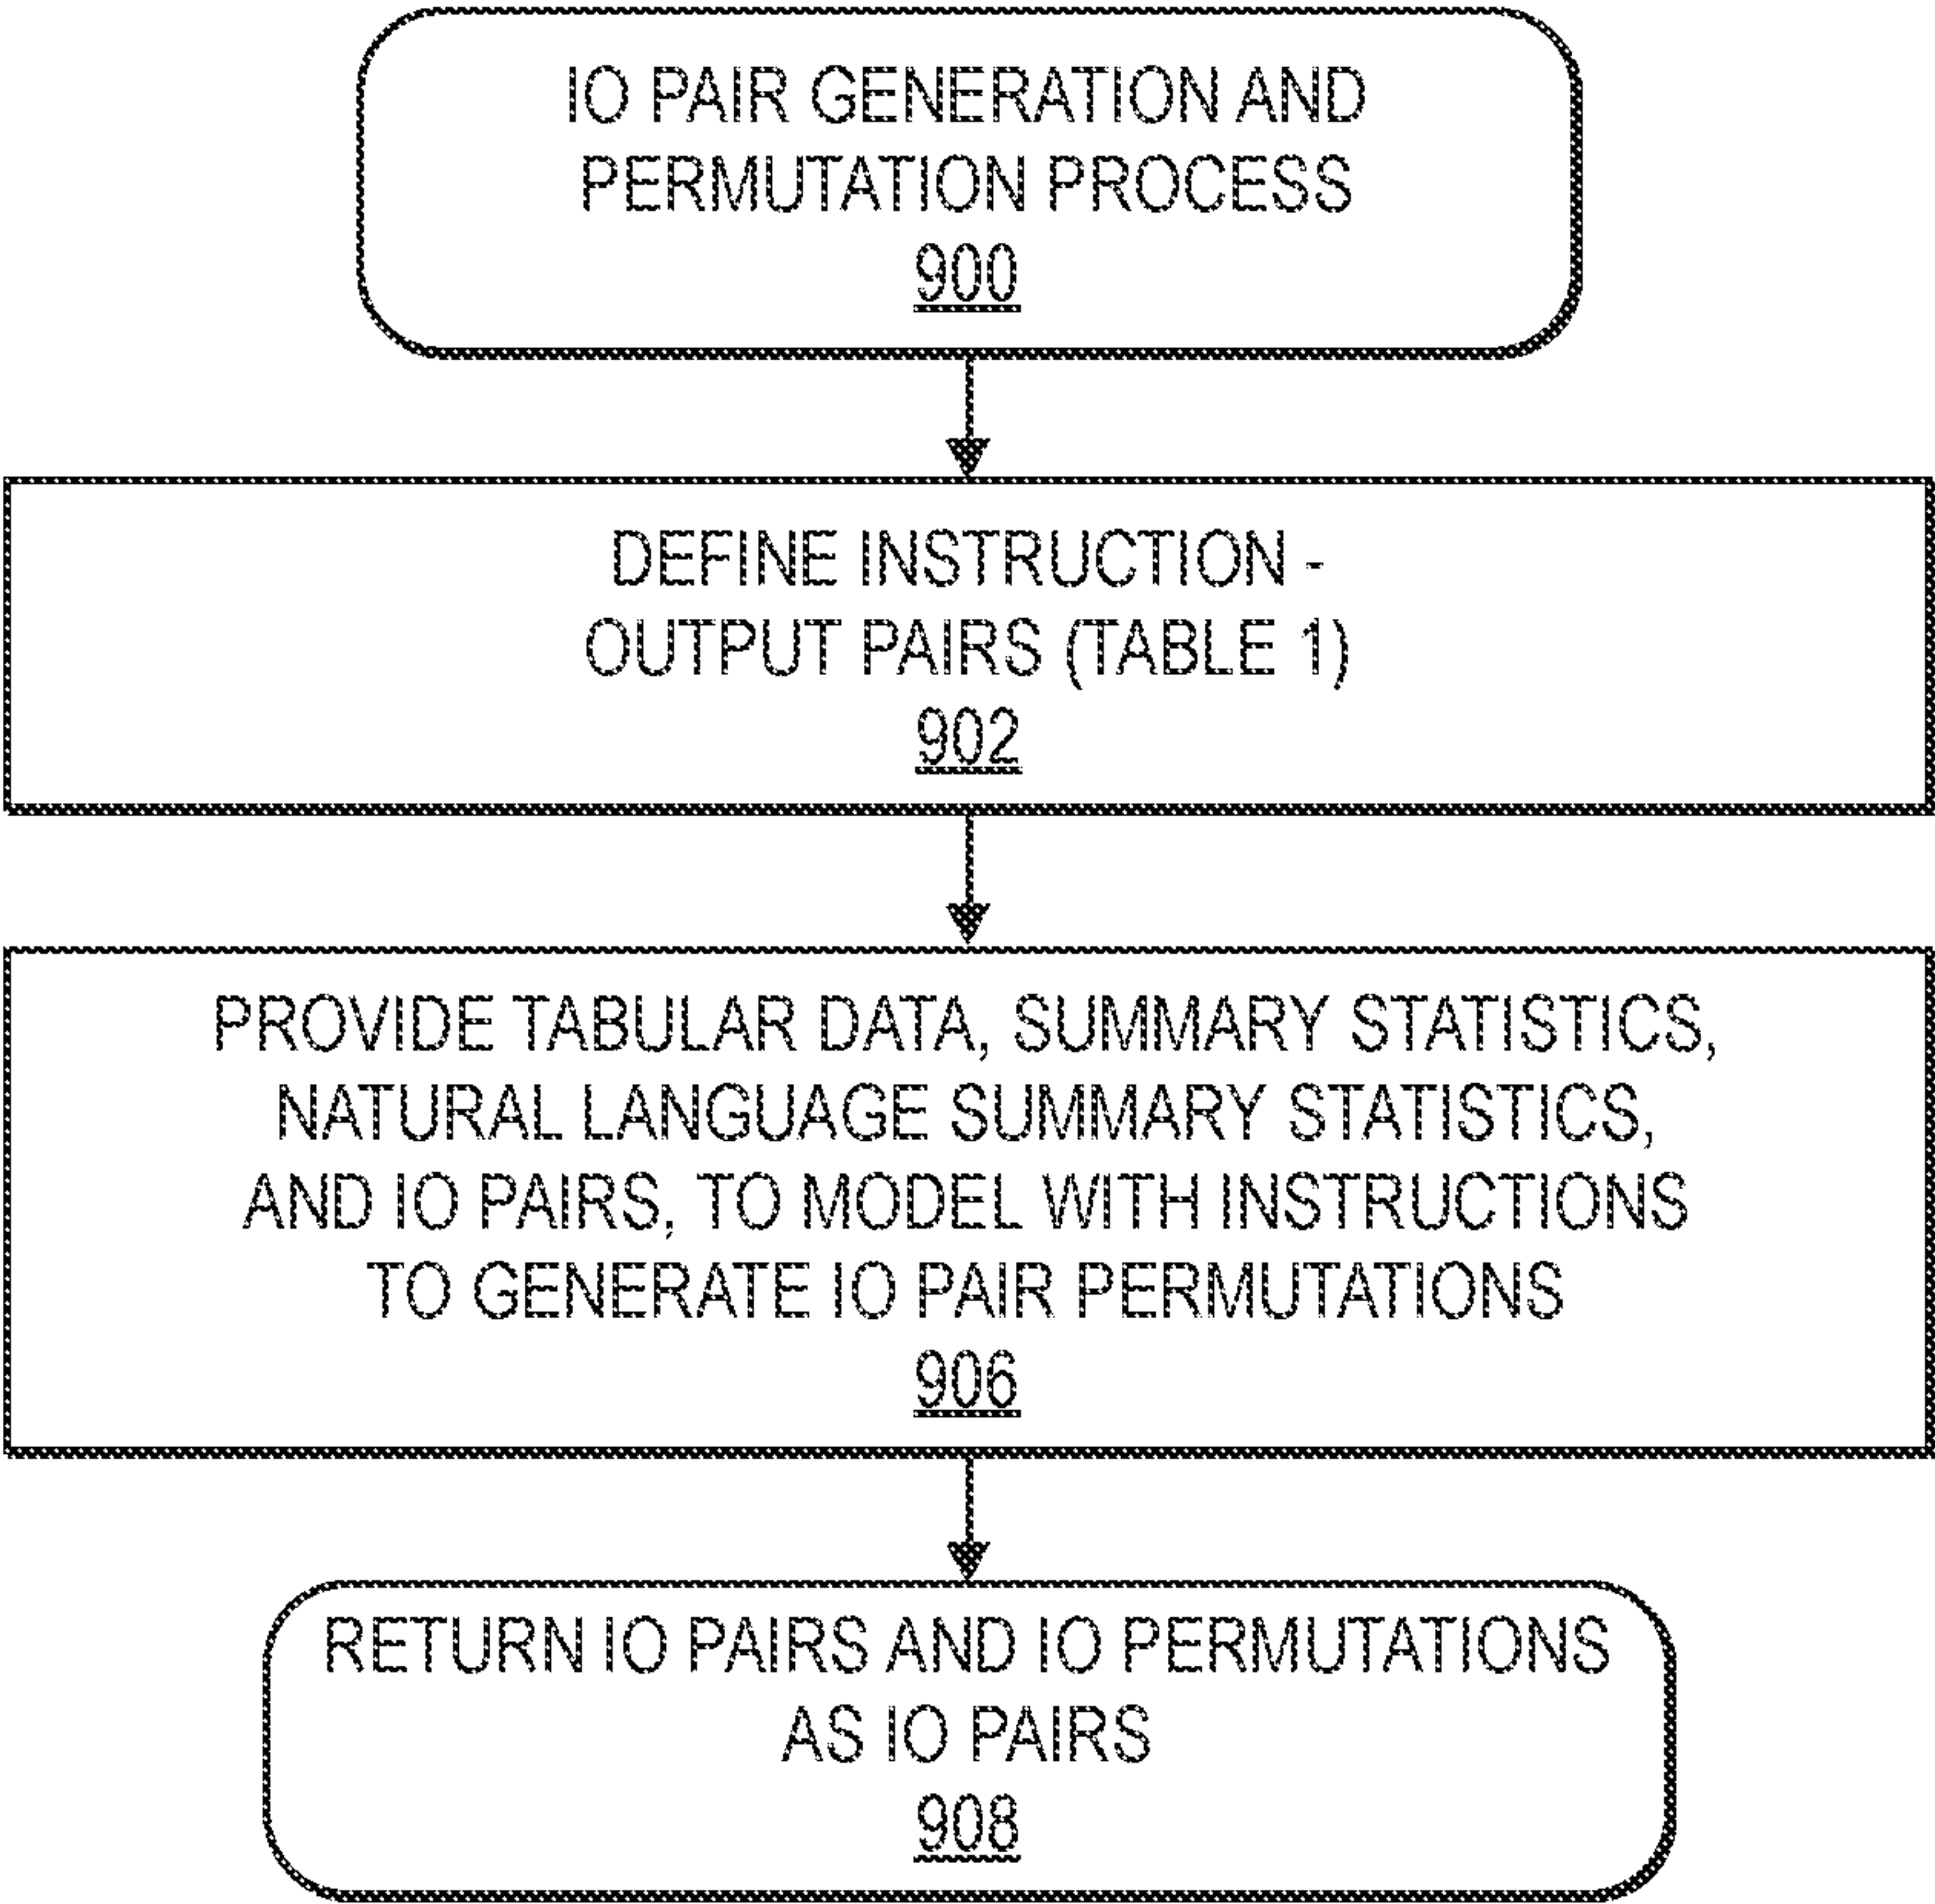 IO PAIR GENERATION AND
PERMUTATION PROCESS
900
DEFINE INSTRUCTION -
OUTPUT PAIRS (TABLE 1)
902
PROVIDE TABULAR DATA, SUMMARY STATISTICS,
NATURAL LANGUAGE SUMMARY STATISTICS,
AND IO PAIRS, TO MODEL WITH INSTRUCTIONS
TO GENERATE IO PAIR PERMUTATIONS
906
RETURN IO PAIRS AND IO PERMUTATIONS
AS IO PAIRS
908